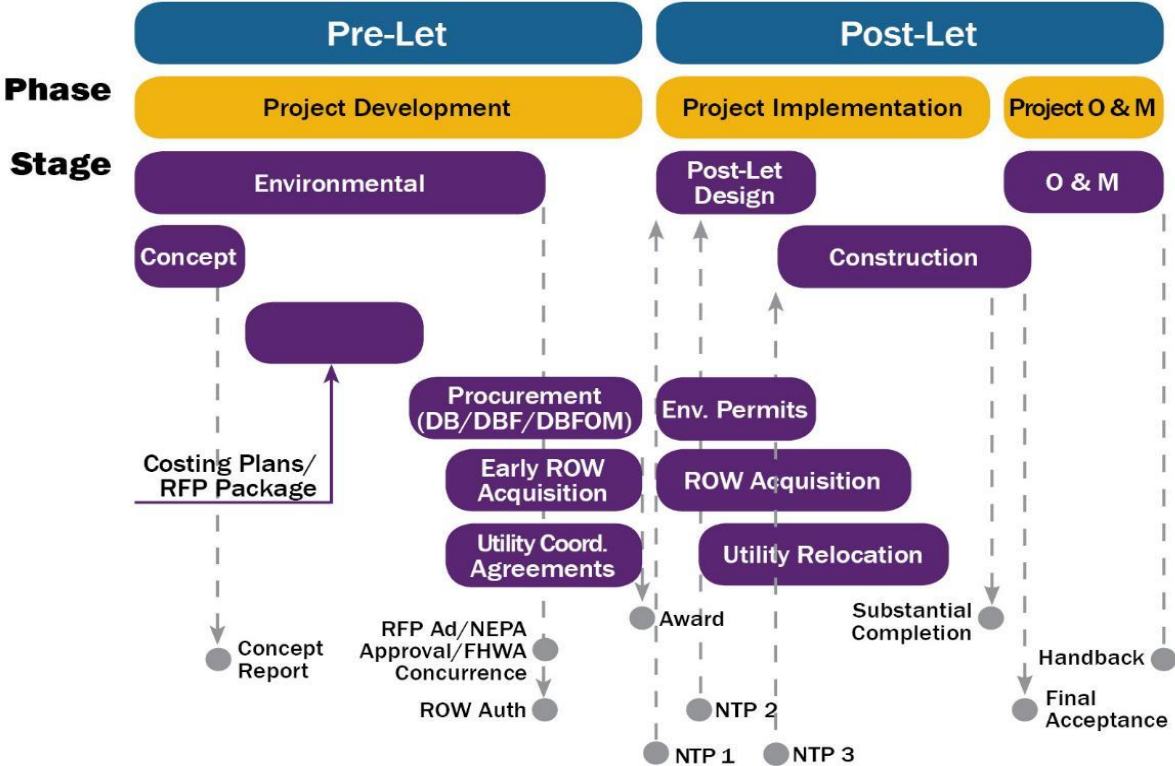 Pre-Let
Post-Let
Phase
Project Development
Project Implementation
Project O & M
Stage
Environmental
Post-Let
Design
O & M
Concept
Construction
Procurement
(DB/DBF/DBFOM)
Env. Permits
Costing Plans/
RFP Package
Early ROW
Acquisition
ROW Acquisition
Utility Coord.
Agreements
Utility Relocation
Concept
Report
RFP Ad/NEPA
Approval/FHWA
Concurrence
Award
Substantial
Completion
Handback
ROW Auth
NTP 2
Final
Acceptance
NTP 1
NTP 3